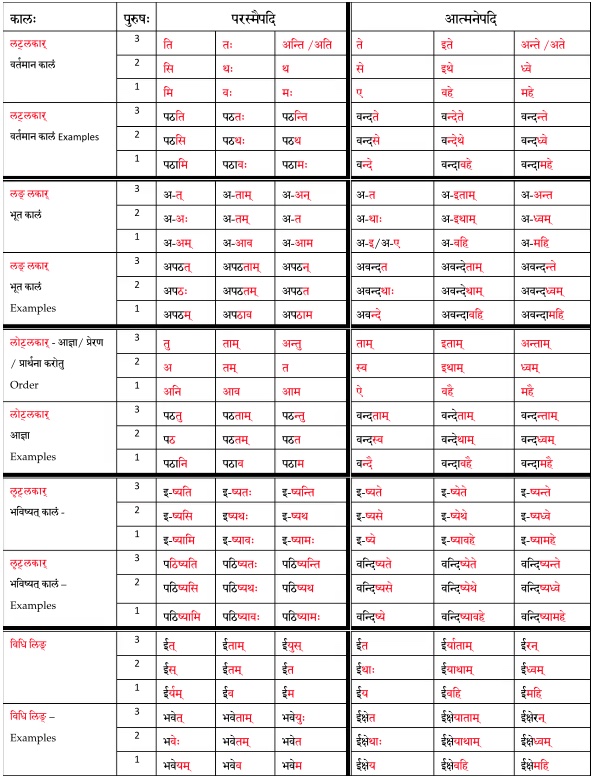 कालः पुरुषः परस्मैपदि आत्मनेपदि
लट्लकार् 3 ति तः अन्ति /अति ते इते अन्ते /अते
वर्तमान कालं 2 सि थः थ से इथे ध्वे
1 मि वः मः ए वहे महे
लट्लकार् 3 पठति पठतः पठन्ति वन्दते वन्देते वन्दन्ते
वर्तमान कालं Examples 2 पठसि पठथः पठथ वन्दसे वन्देथे वन्दध्वे
1 पठामि पठावः पठामः वन्दे वन्दावहे वन्दामहे
लङ् लकार् 3 अ-त् अ-ताम् अ-अन् अ-त अ-इताम् अ-अन्त
भूत कालं 2 अ-अः अ-तम् अ-त अ-थाः अ-इथाम् अ-ध्वम्
1 अ-अम् अ-आव अ-आम अ-इ/अ-ए अ-वहि अ-महि
लङ् लकार् 3 अपठत् अपठताम् अपठन् अवन्दत अवन्देताम् अवन्दन्ते
भूत कालं 2 अपठः अपठतम् अपठत अवन्दथाः अवन्देथाम् अवन्दध्वम्
Examples 1 अपठम् अपठाव अपठाम अवन्दे अवन्दावहि अवन्दामहि
लोट्लकार् - आज्ञा/ प्रेरण 3 तु ताम् अन्तु ताम् इताम् अन्ताम्
/ प्रार्थना करोतु 2 अ तम् त स्व इथाम् ध्वम्
Order 1 अनि आव आम ऐ वहै महै
लोट्लकार् 3 पठतु पठताम् पठन्तु वन्दताम् वन्देताम् वन्दन्ताम्
आज्ञा 2 पठ पठतम् पठत वन्दस्व वन्देथाम् वन्दध्वम्
Examples 1 पठानि पठाव पठाम वन्दै वन्दावहै वन्दामहै
लृट्लकार् 3 इ-ष्यति इ-ष्यतः इ-ष्यन्ति इ-ष्यते इ-ष्येते इ-ष्यन्ते
भविष्यत् कालं - 2 इ-ष्यसि इष्यथः इ-ष्यथ इ-ष्यसे इ-ष्येथे इ-ष्यध्वे
1 इ-ष्यामि इ-ष्यावः इ-ष्यामः इ-ष्ये इ-ष्यावहे इ-ष्यामहे
लृट्लकार् 3 पठिष्यति पठिष्यतः पठिष्यन्ति वन्दिष्यते वन्दिष्येते वन्दिष्यन्ते
भविष्यत् कालं – 2 पठिष्यसि पठिष्यथः पठिष्यथ वन्दिष्यसे वन्दिष्येथे वन्दिष्यध्वे
Examples 1 पठिष्यामि पठिष्यावः पठिष्यामः वन्दिष्ये वन्दिष्यावहे वन्दिष्यामहे
विधि लिङ् 3 ईत् ईताम् ईयुस् ईत ईर्याताम् ईरन्
2 ईस् ईतम् ईत ईथाः ईयाथाम् ईध्वम्
1 ईर्यम् ईव ईम ईय ईवहि ईमहि
विधि लिङ् – 3 भवेत् भवेताम् भवेयुः ईक्षेत ईक्षेयाताम् ईक्षेरन्
Examples 2 भवेः भवेतम् भवेत ईक्षेथाः ईक्षेयाथाम् ईक्षेध्वम्
1 भवेयम् भवेव भवेम ईक्षेय ईक्षेवहि ईक्षेमहि